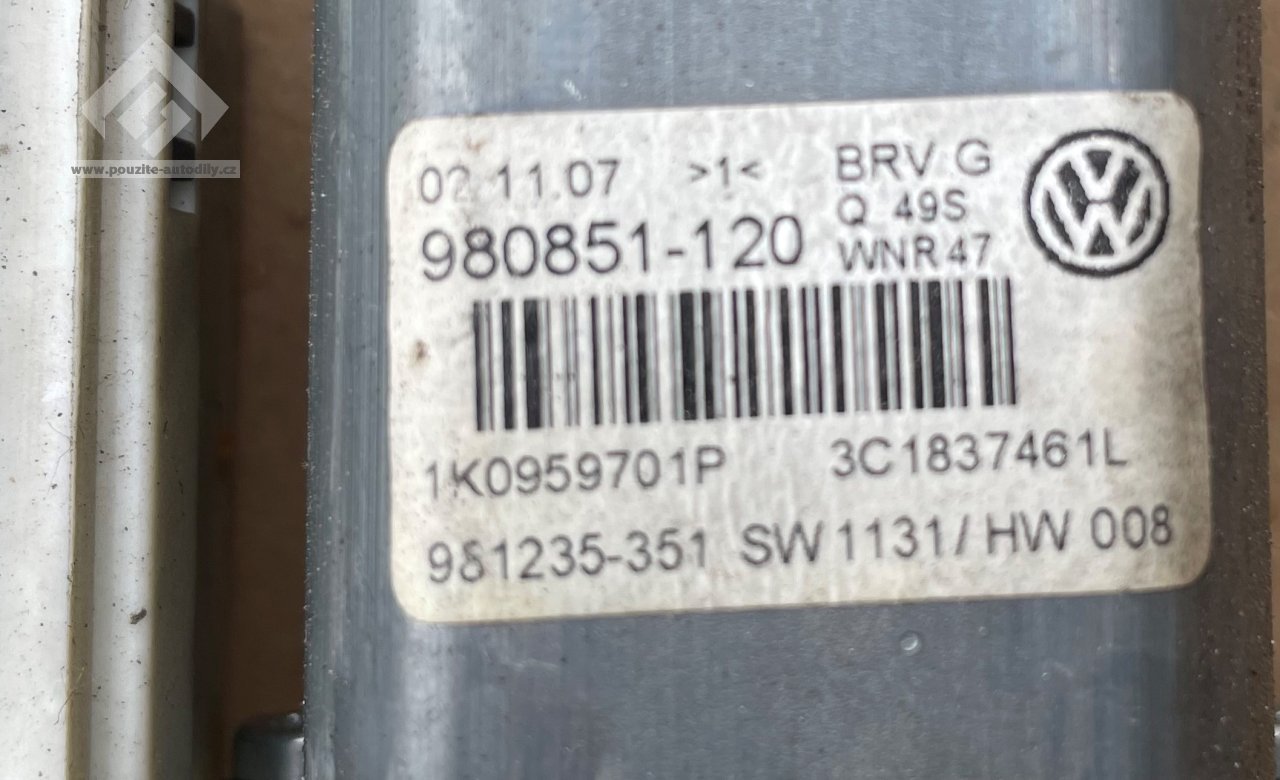 www.pouzite-autodily.cz
02.11.07 >1< BRV.G
Q 49S
980851-120 WNR47
1K0959701P 3C1837461L
981235-351 SW1131/HW 008